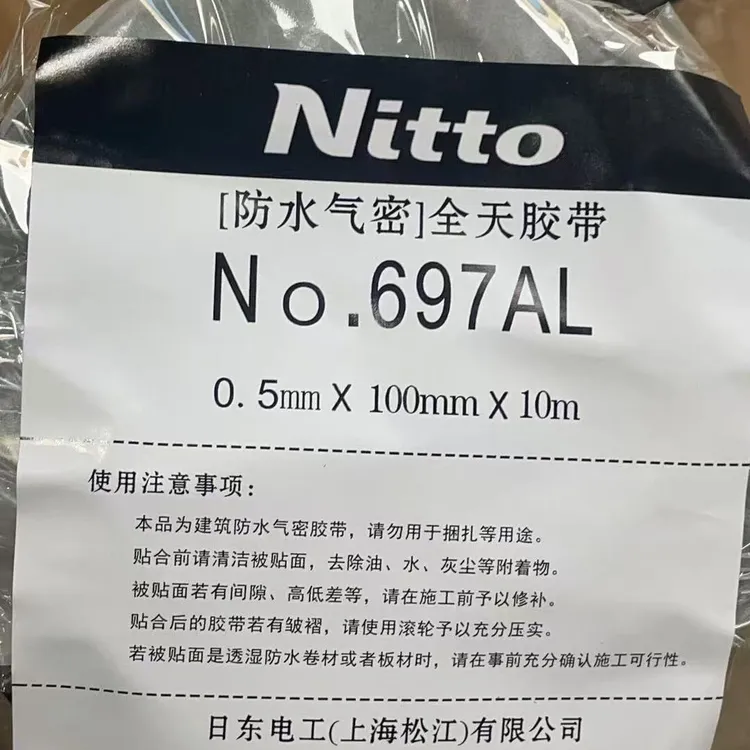 Nitto
[防水气密]全天胶带
No.697AL
0.5mm X 100mm X 10m
使用注意事项：
本品为建筑防水气密胶带，请勿用于捆扎等用途。
贴合前请清洁被贴面，去除油、水、灰尘等附着物。
被贴面若有间隙、高低差等，请在施工前予以修补。
贴合后的胶带若有皱褶，请使用滚轮予以充分压实。
若被贴面是透湿防水卷材或者板材时，请在事前充分确认施工可行性。
日东电工(上海松江)有限公司